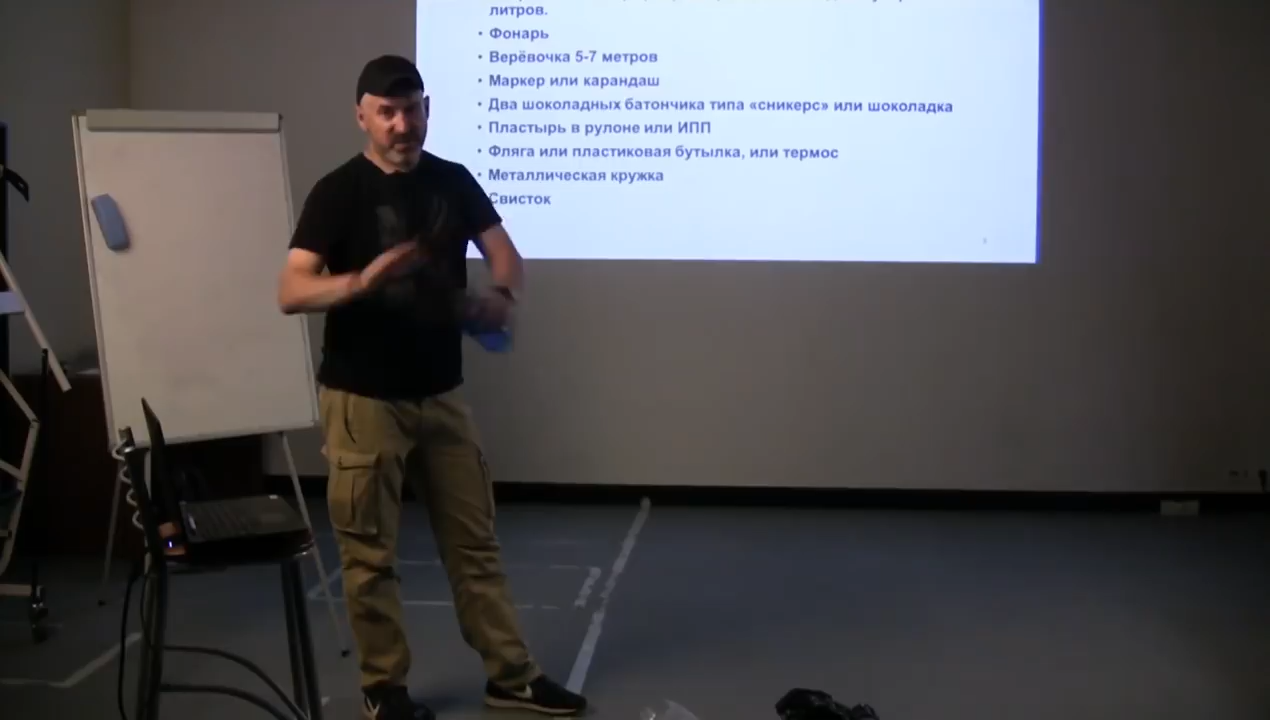 литров.
• Фонарь
• Верёвочка 5-7 метров
• Маркер или карандаш
• Два шоколадных батончика типа «сникерс» или шоколадка
• Пластырь в рулоне или ИПП
• Фляга или пластиковая бутылка, или термос
• Металлическая кружка
Свисток